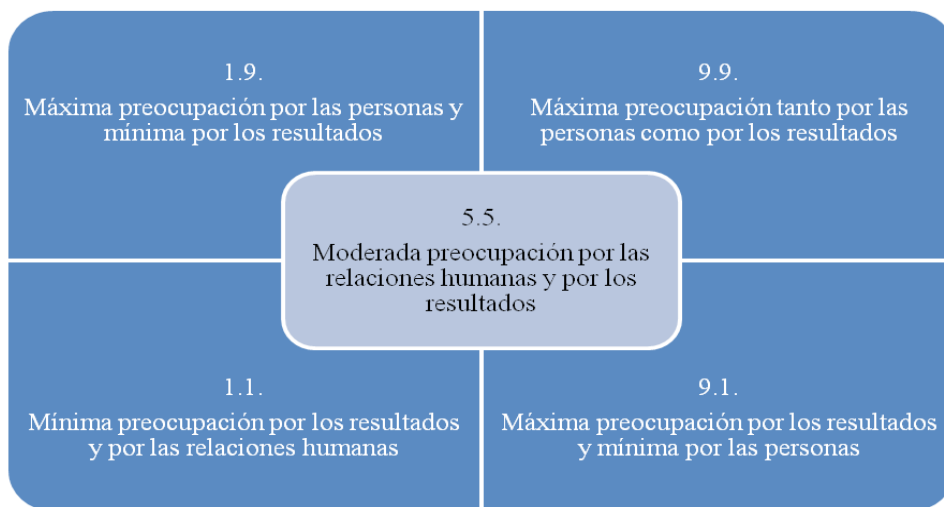 1.9.
Máxima preocupación por las personas y
mínima por los resultados
9.9.
Máxima preocupación tanto por las
personas como por los resultados
5.5.
Moderada preocupación por las
relaciones humanas y por los
resultados
1.1.
Mínima preocupación por los resultados
y por las relaciones humanas
9.1.
Máxima preocupación por los resultados
y mínima por las personas